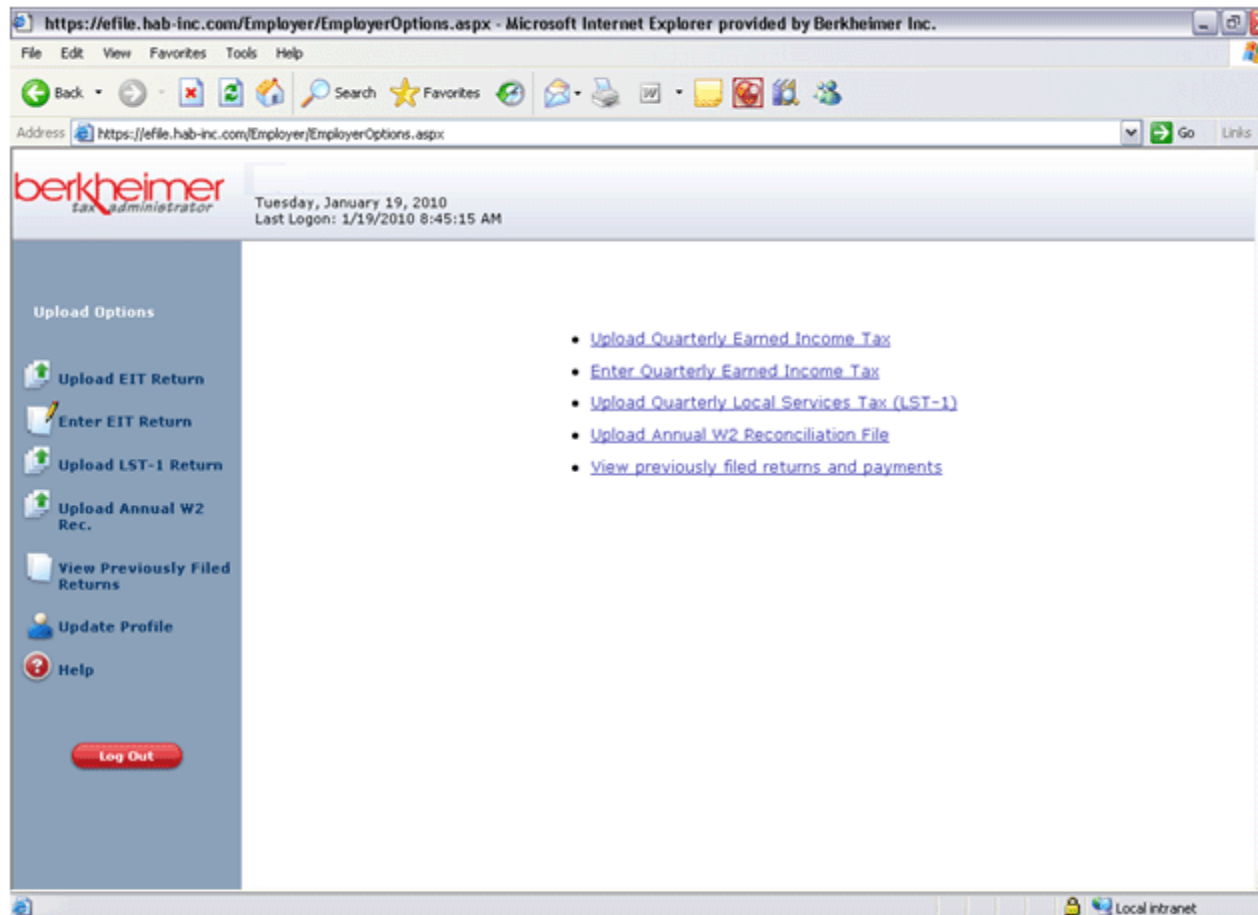 https://efile.hab-inc.com/Employer/EmployerOptions.aspx - Microsoft Internet Explorer provided by Berkheimer Inc.
File Edit View Favorites Tools Help
Back Search Favorites
Address https://efile.hab-inc.com/Employer/EmployerOptions.aspx Go Links
berkheimer
tax administrator
Tuesday, January 19, 2010
Last Logon: 1/19/2010 8:45:15 AM
Upload Options
Upload EIT Return
Enter EIT Return
Upload LST-1 Return
Upload Annual W2
Rec.
View Previously Filed
Returns
Update Profile
Help
Log Out
Upload Quarterly Earned Income Tax
Enter Quarterly Earned Income Tax
Upload Quarterly Local Services Tax (LST-1)
Upload Annual W2 Reconciliation File
View previously filed returns and payments
Local intranet